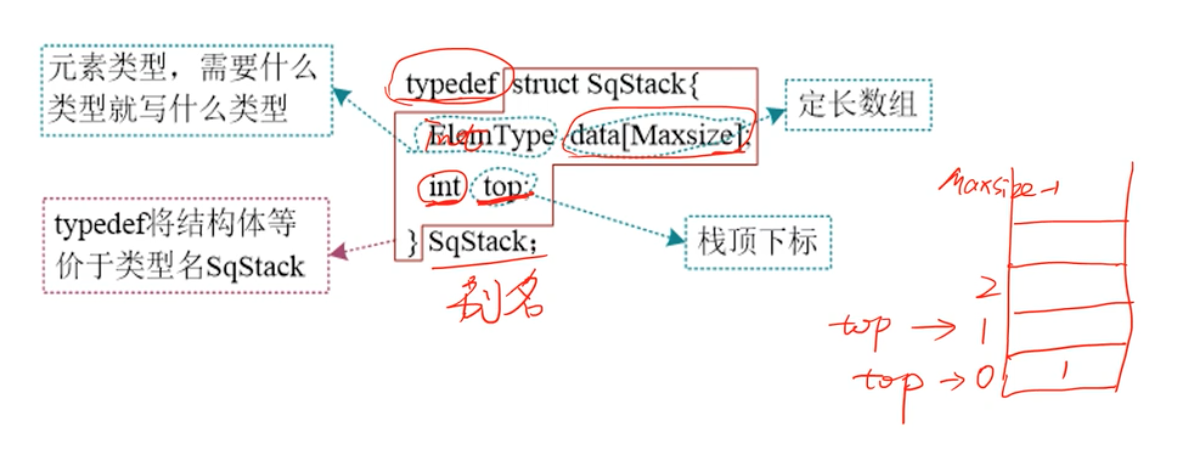 元素类型，需要什么
类型就写什么类型
typedef struct SqStack{
ElemType data[Maxsize];
int
定长数组
int top;
} SqStack;
别名
typedef将结构体等
价于类型名SqStack
栈顶下标
Maxsize-1
2
top → 1
top → 0
1